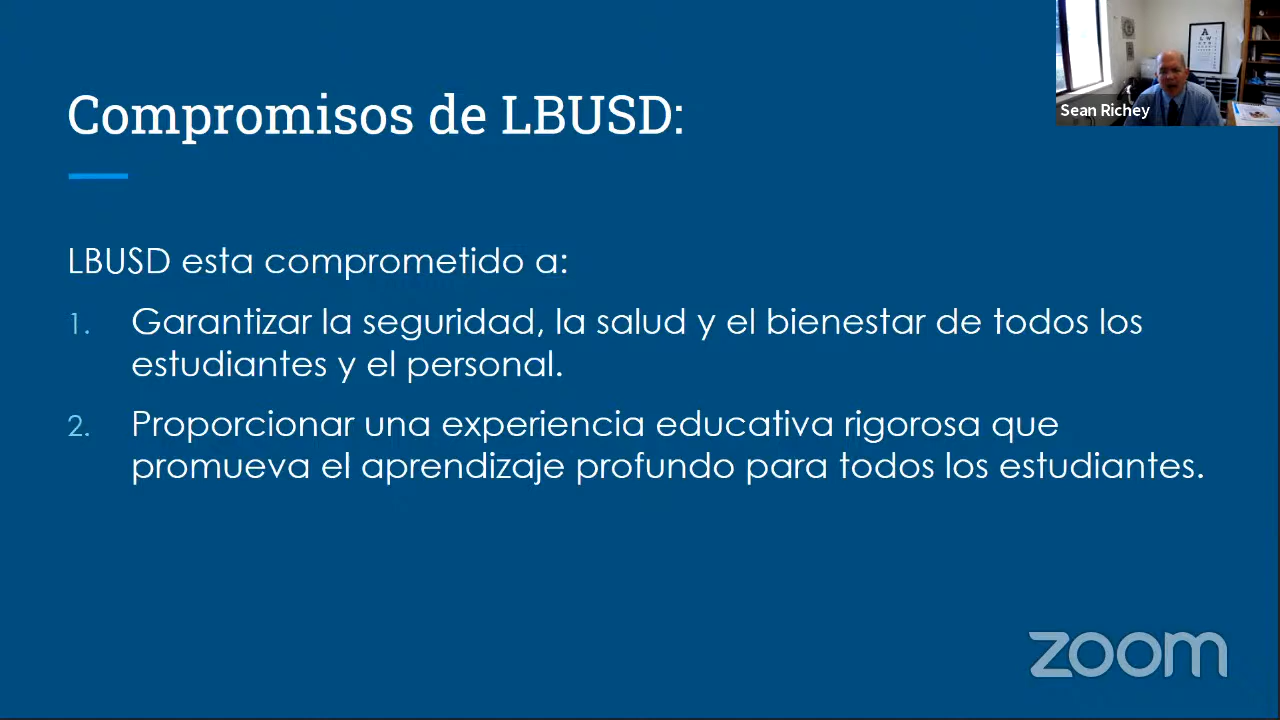 Compromisos de LBUSD:
Sean Richey
LBUSD esta comprometido a:
1. Garantizar la seguridad, la salud y el bienestar de todos los
estudiantes y el personal.
2. Proporcionar una experiencia educativa rigorosa que
promueva el aprendizaje profundo para todos los estudiantes.
zoom